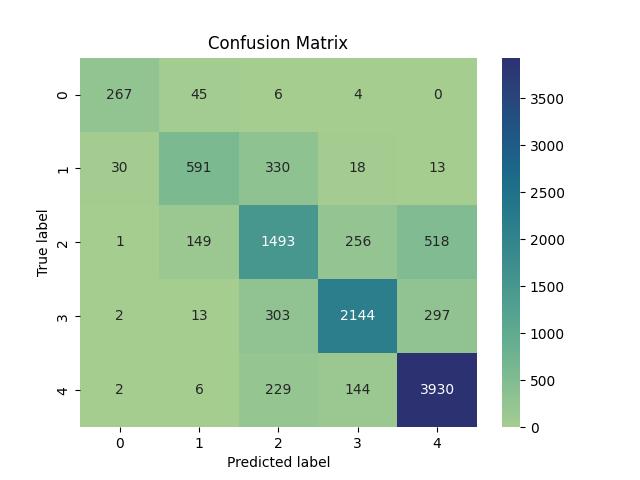 Confusion Matrix
0 267 45 6 4 0
1 30 591 330 18 13
2 1 149 1493 256 518
3 2 13 303 2144 297
4 2 6 229 144 3930
0 1 2 3 4
Predicted label
True label
3500
3000
2500
2000
1500
1000
500
0